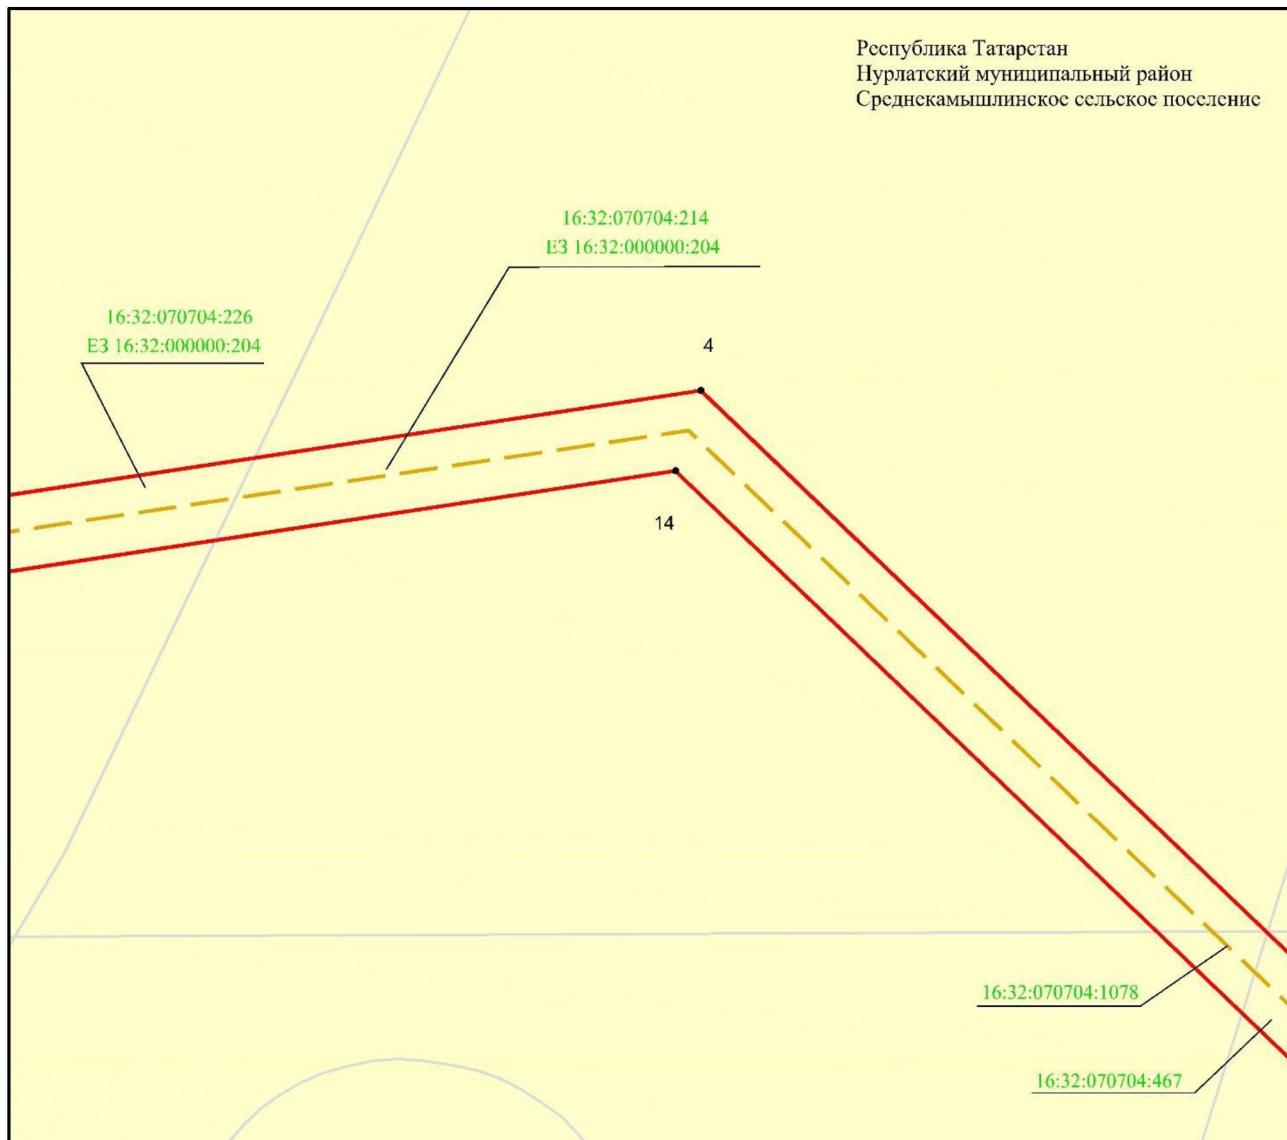 Республика Татарстан
Нурлатский муниципальный район
Среднекамышлинское сельское поселение
16:32:070704:214
ЕЗ 16:32:000000:204
16:32:070704:226
ЕЗ 16:32:000000:204
4
14
16:32:070704:1078
16:32:070704:467